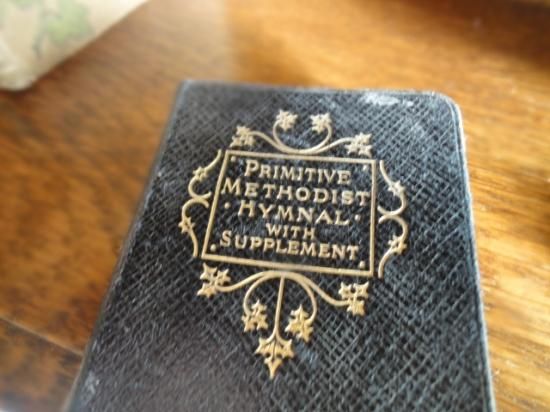 PRIMITIVE
METHODIST
· HYMNAL ·
WITH
SUPPLEMENT